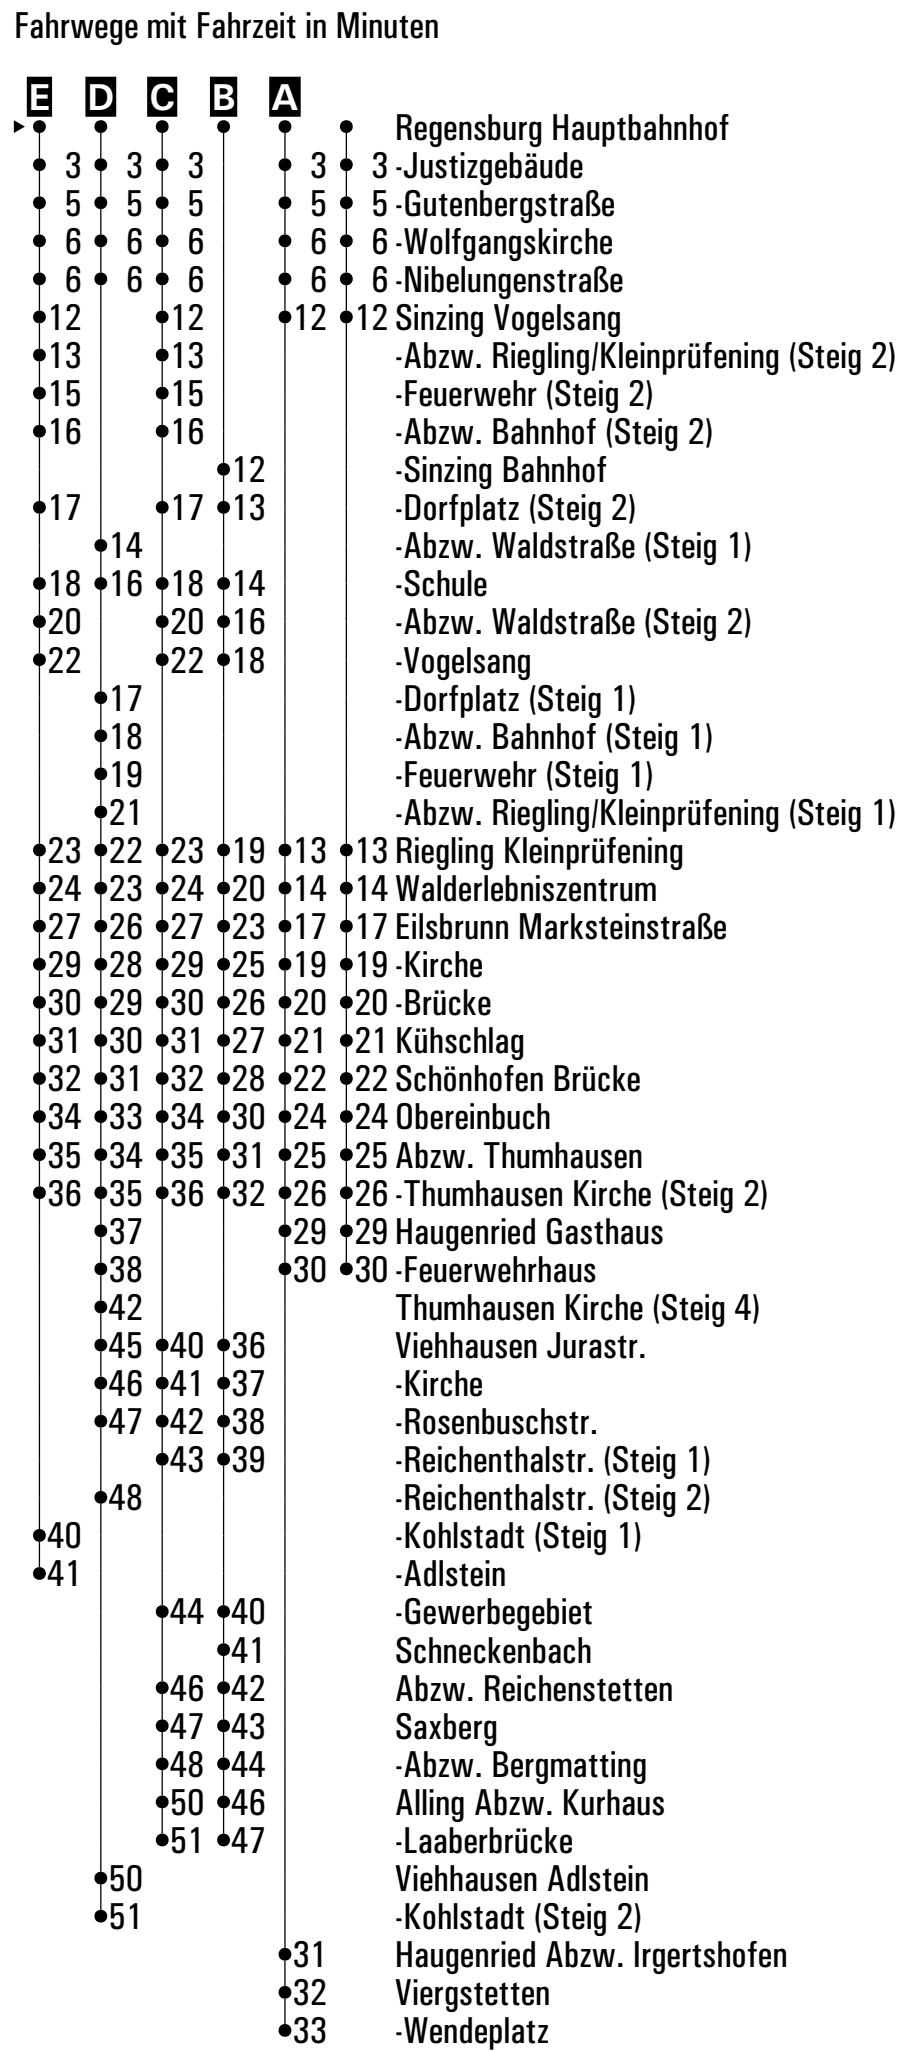 Fahrwege mit Fahrzeit in Minuten
E D C B A
Regensburg Hauptbahnhof
3 3 3 3 3 -Justizgebäude
5 5 5 5 5 -Gutenbergstraße
6 6 6 6 6 -Wolfgangskirche
6 6 6 6 6 -Nibelungenstraße
12 12 12 12 Sinzing Vogelsang
13 13 -Abzw. Riegling/Kleinprüfening (Steig 2)
15 15 -Feuerwehr (Steig 2)
16 16 -Abzw. Bahnhof (Steig 2)
12 -Sinzing Bahnhof
17 17 13 -Dorfplatz (Steig 2)
14 -Abzw. Waldstraße (Steig 1)
18 16 18 14 -Schule
20 20 16 -Abzw. Waldstraße (Steig 2)
22 22 18 -Vogelsang
17 -Dorfplatz (Steig 1)
18 -Abzw. Bahnhof (Steig 1)
19 -Feuerwehr (Steig 1)
21 -Abzw. Riegling/Kleinprüfening (Steig 1)
23 22 23 19 13 13 Riegling Kleinprüfening
24 23 24 20 14 14 Walderlebniszentrum
27 26 27 23 17 17 Eilsbrunn Marksteinstraße
29 28 29 25 19 19 -Kirche
30 29 30 26 20 20 -Brücke
31 30 31 27 21 21 Kühschlag
32 31 32 28 22 22 Schönhofen Brücke
34 33 34 30 24 24 Obereinbuch
35 34 35 31 25 25 Abzw. Thumhausen
36 35 36 32 26 26 -Thumhausen Kirche (Steig 2)
37 29 29 Haugenried Gasthaus
38 30 30 -Feuerwehrhaus
42 Thumhausen Kirche (Steig 4)
45 40 36 Viehhausen Jurastr.
46 41 37 -Kirche
47 42 38 -Rosenbuschstr.
43 39 -Reichenthalstr. (Steig 1)
48 -Reichenthalstr. (Steig 2)
40 -Kohlstadt (Steig 1)
41 -Adlstein
44 40 -Gewerbegebiet
41 Schneckenbach
46 42 Abzw. Reichenstetten
47 43 Saxberg
48 44 -Abzw. Bergmatting
50 46 Alling Abzw. Kurhaus
51 47 -Laaberbrücke
50 Viehhausen Adlstein
51 -Kohlstadt (Steig 2)
31 Haugenried Abzw. Irgertshofen
32 Viergstetten
33 -Wendeplatz